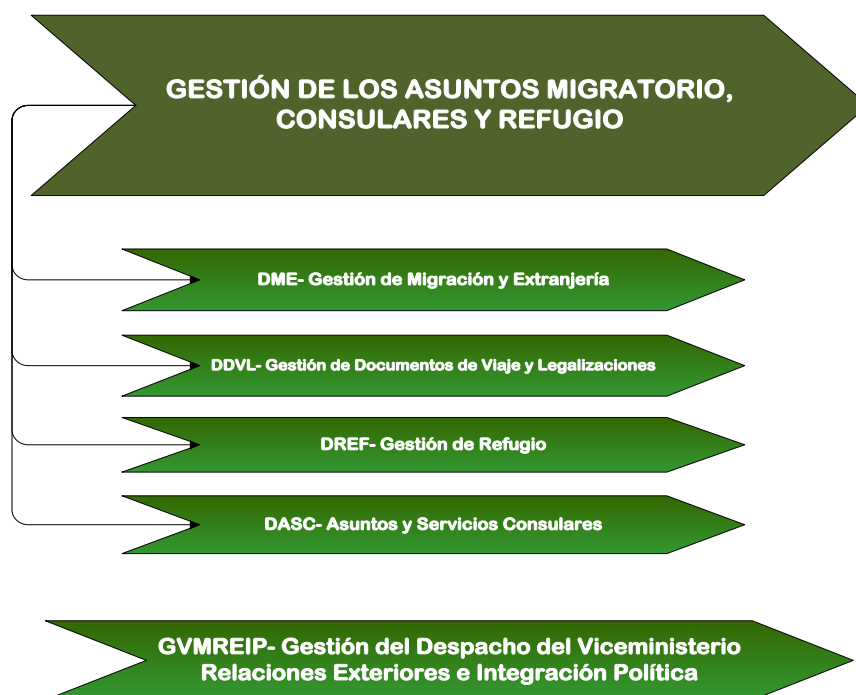 GESTIÓN DE LOS ASUNTOS MIGRATORIO,
CONSULARES Y REFUGIO
DME- Gestión de Migración y Extranjería
DDVL- Gestión de Documentos de Viaje y Legalizaciones
DREF- Gestión de Refugio
DASC- Asuntos y Servicios Consulares
GVMREIP- Gestión del Despacho del Viceministerio
Relaciones Exteriores e Integración Política